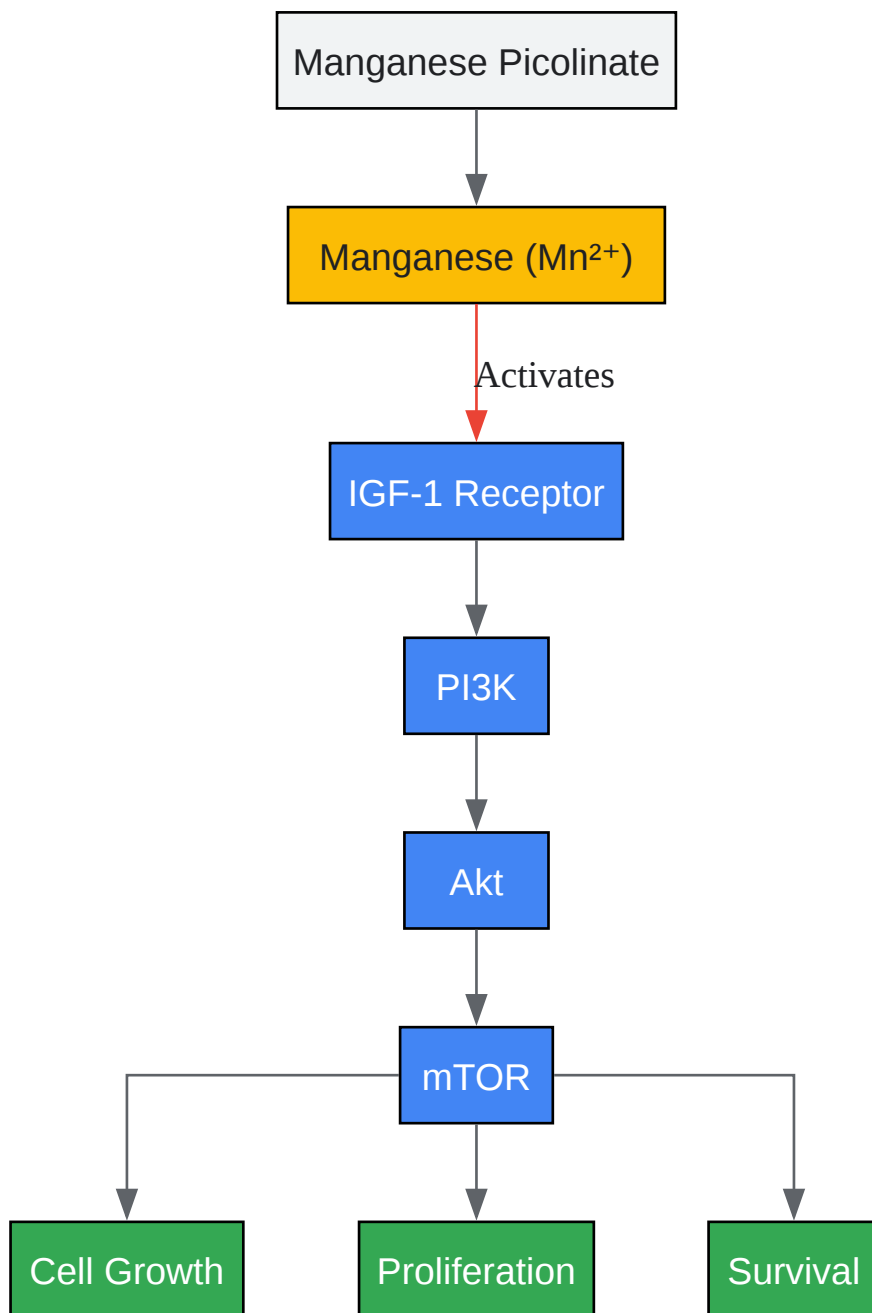 Manganese Picolinate
Manganese (Mn²⁺)
Activates
IGF-1 Receptor
PI3K
Akt
mTOR
Cell Growth
Proliferation
Survival